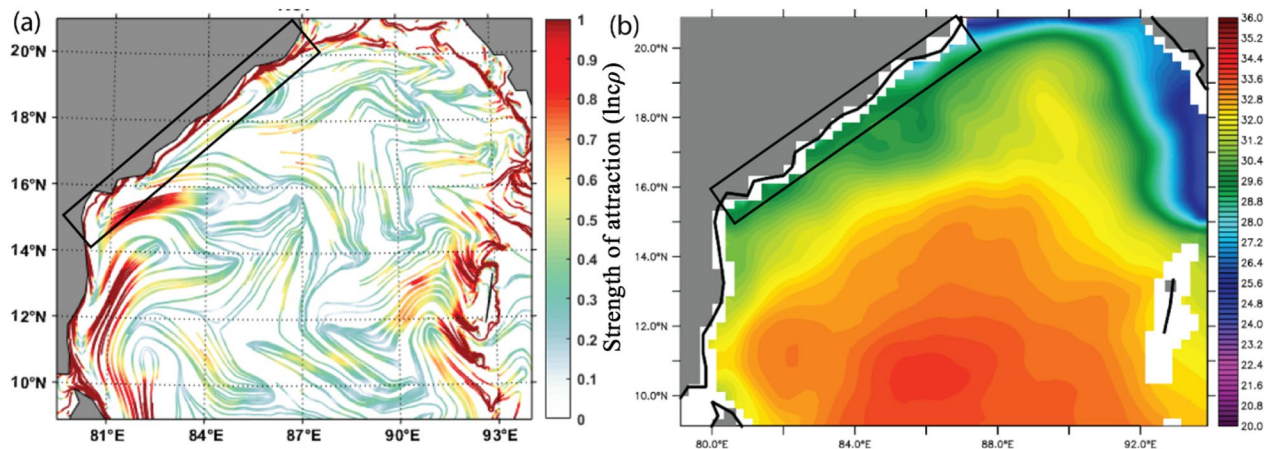 (a)
20°N
18°N
16°N
14°N
12°N
10°N
81°E
84°E
87°E
90°E
93°E
1
0.9
0.8
0.7
0.6
0.5
0.4
0.3
0.2
0.1
0
Strength of attraction (lncρ)
(b)
20.0°N
18.0°N
16.0°N
14.0°N
12.0°N
10.0°N
80.0°E
84.0°E
88.0°E
92.0°E
36.0
35.2
34.4
33.6
32.8
32.0
31.2
30.4
29.6
28.8
28.0
27.2
26.4
25.6
24.8
24.0
23.2
22.4
21.6
20.8
20.0